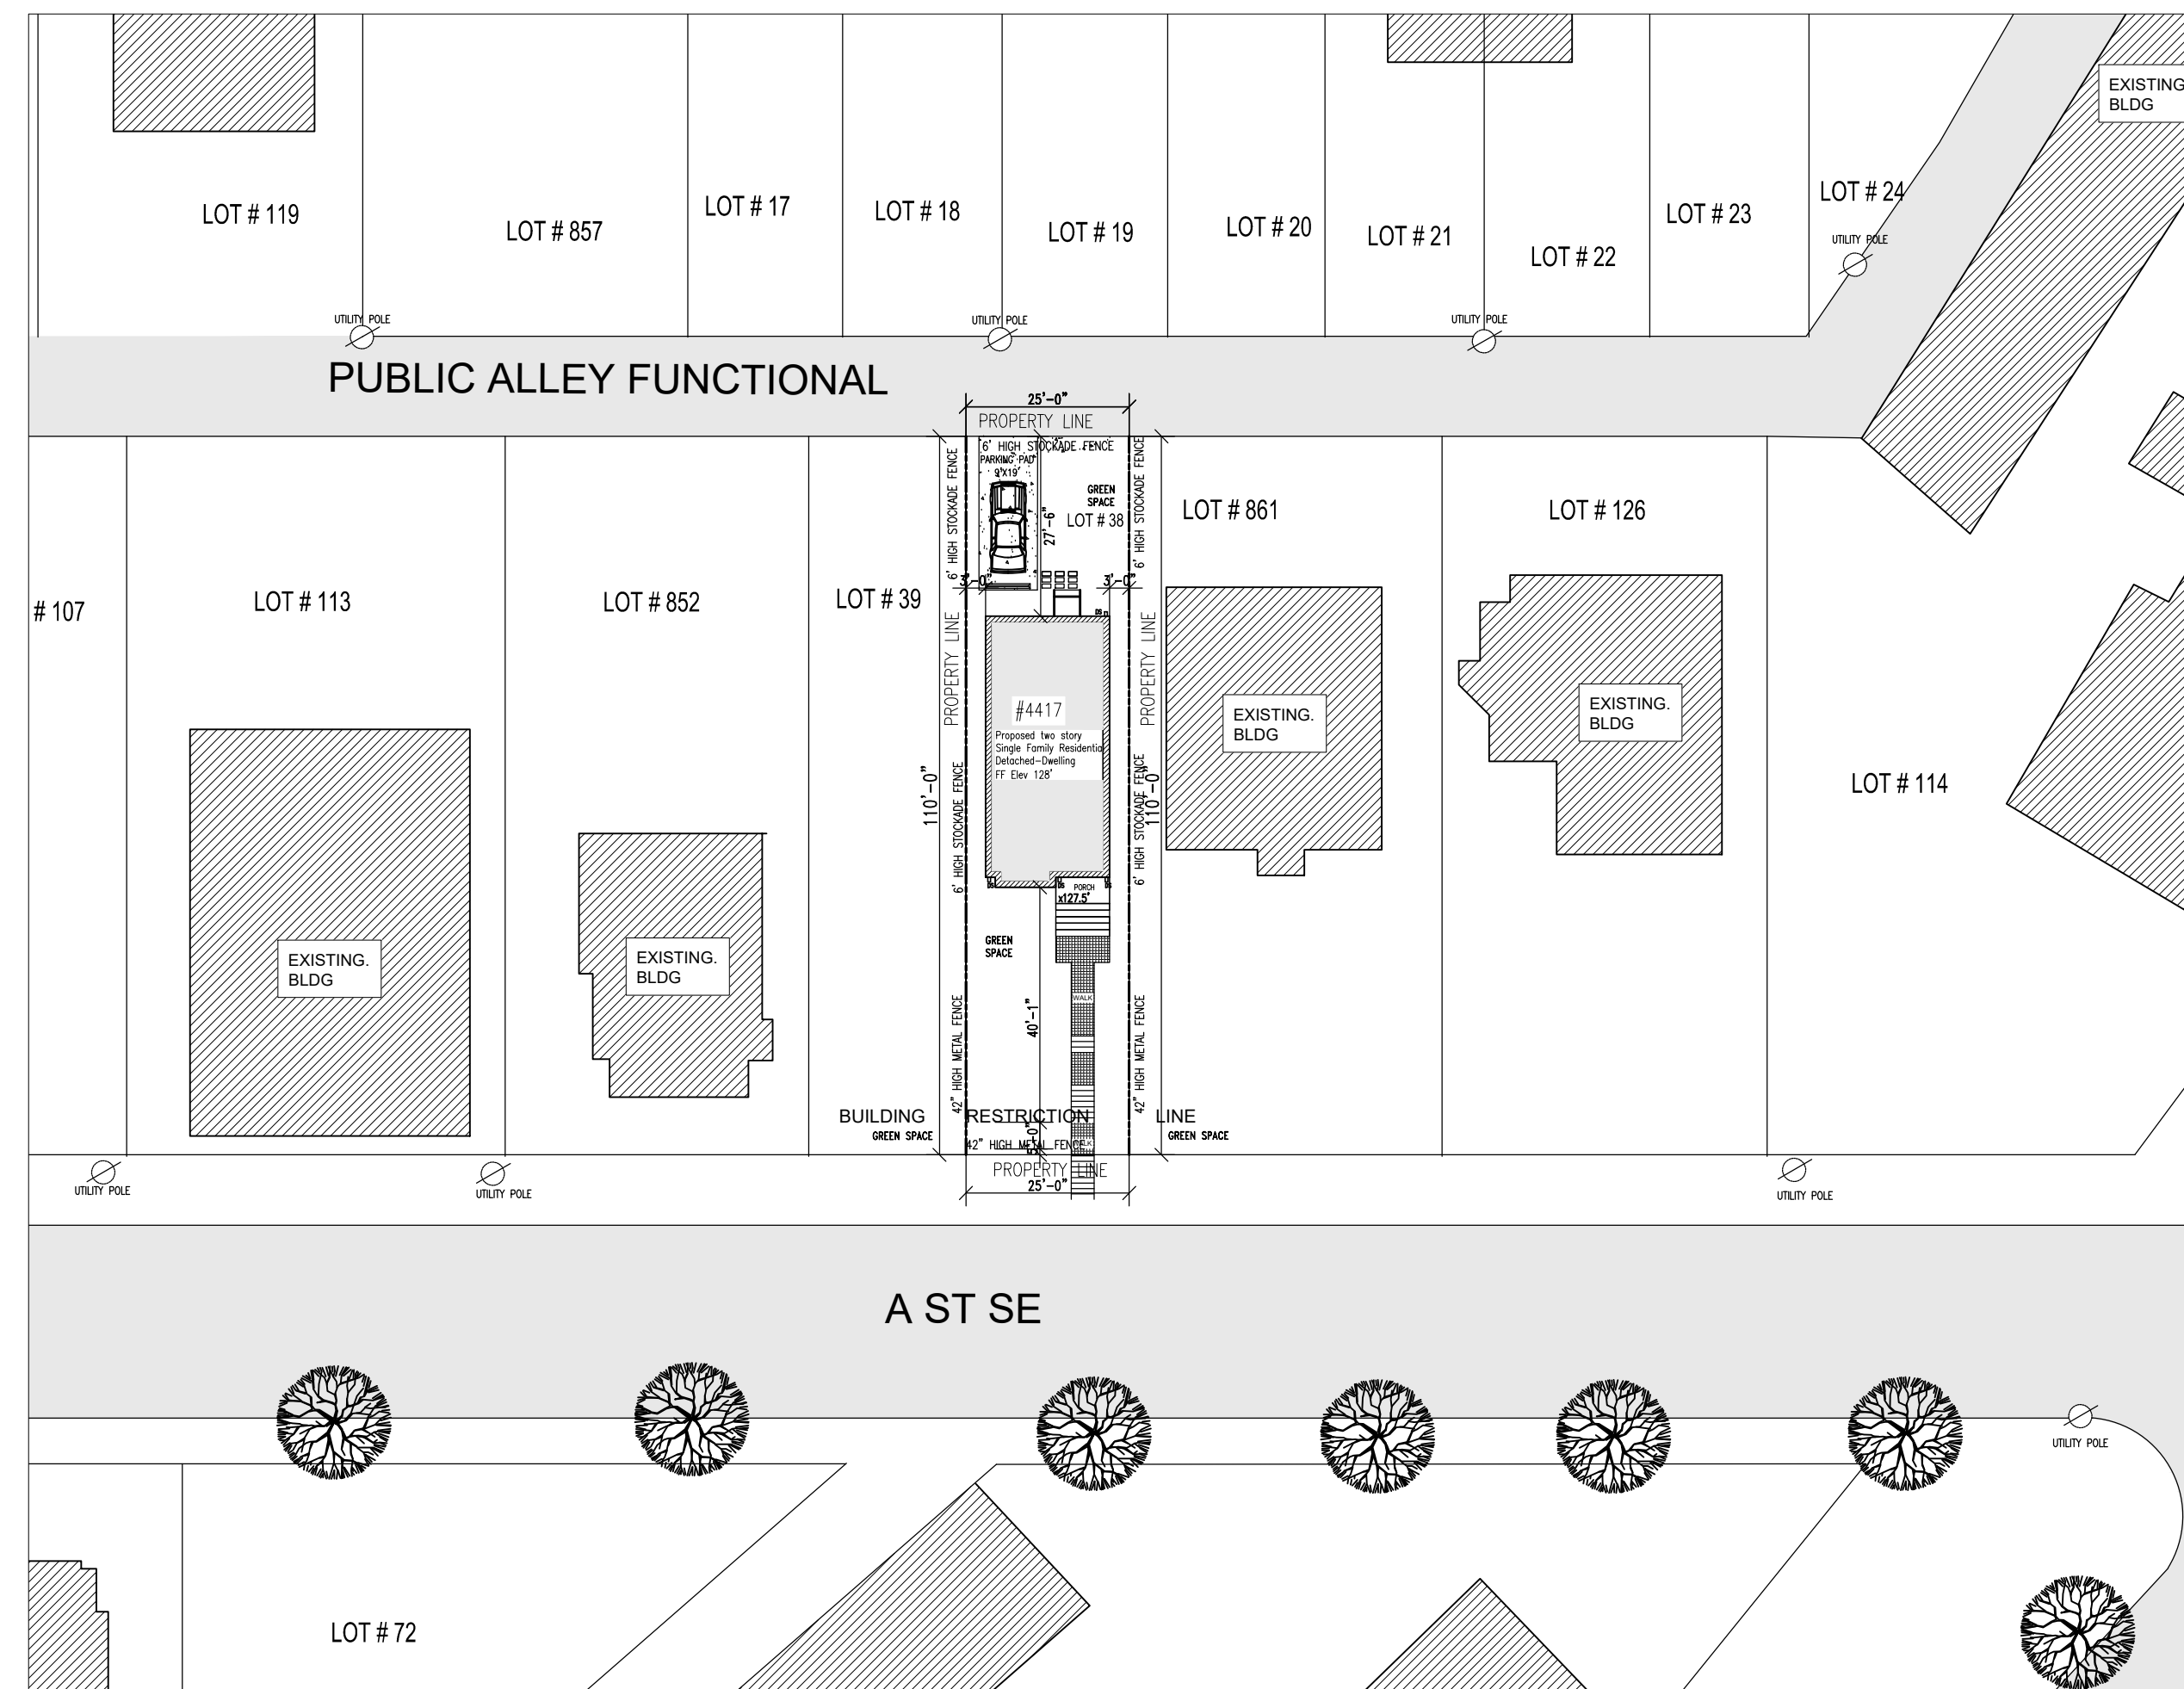 EXISTING
BLDG
LOT # 119
LOT # 857
LOT # 17
LOT # 18
LOT # 19
LOT # 20
LOT # 21
LOT # 22
LOT # 23
LOT # 24
UTILITY POLE
UTILITY POLE
UTILITY POLE
UTILITY POLE
PUBLIC ALLEY FUNCTIONAL
25'-0"
PROPERTY LINE
6' HIGH STOCKADE FENCE
PARKING PAD
9'X19'
6' HIGH STOCKADE FENCE
6' HIGH STOCKADE FENCE
GREEN
SPACE
LOT # 38
27'-6"
3'-0"
3'-0"
DS
# 107
LOT # 113
LOT # 852
LOT # 39
LOT # 861
LOT # 126
LOT # 114
PROPERTY LINE
PROPERTY LINE
#4417
Proposed two story
Single Family Residentia
Detached-Dwelling
FF Elev 128'
EXISTING.
BLDG
EXISTING.
BLDG
110'-0"
110'-0"
6' HIGH STOCKADE FENCE
6' HIGH STOCKADE FENCE
DS
DS
DS
PORCH
x127.5'
EXISTING.
BLDG
EXISTING.
BLDG
GREEN
SPACE
WALK
40'-1"
42" HIGH METAL FENCE
42" HIGH METAL FENCE
BUILDING RESTRICTION LINE
GREEN SPACE
GREEN SPACE
5'-0"
42" HIGH METAL FENCE
WALK
PROPERTY LINE
25'-0"
UTILITY POLE
UTILITY POLE
UTILITY POLE
A ST SE
UTILITY POLE
LOT # 72